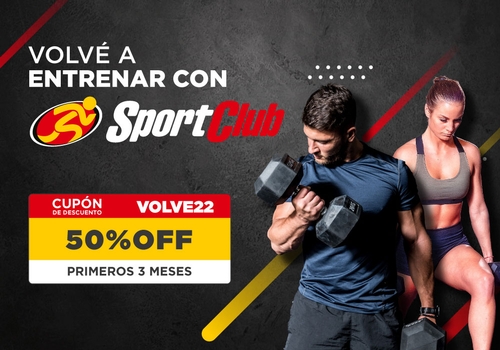 VOLVÉ A
ENTRENAR CON
SportClub
CUPÓN
DE DESCUENTO
VOLVE22
50%OFF
PRIMEROS 3 MESES